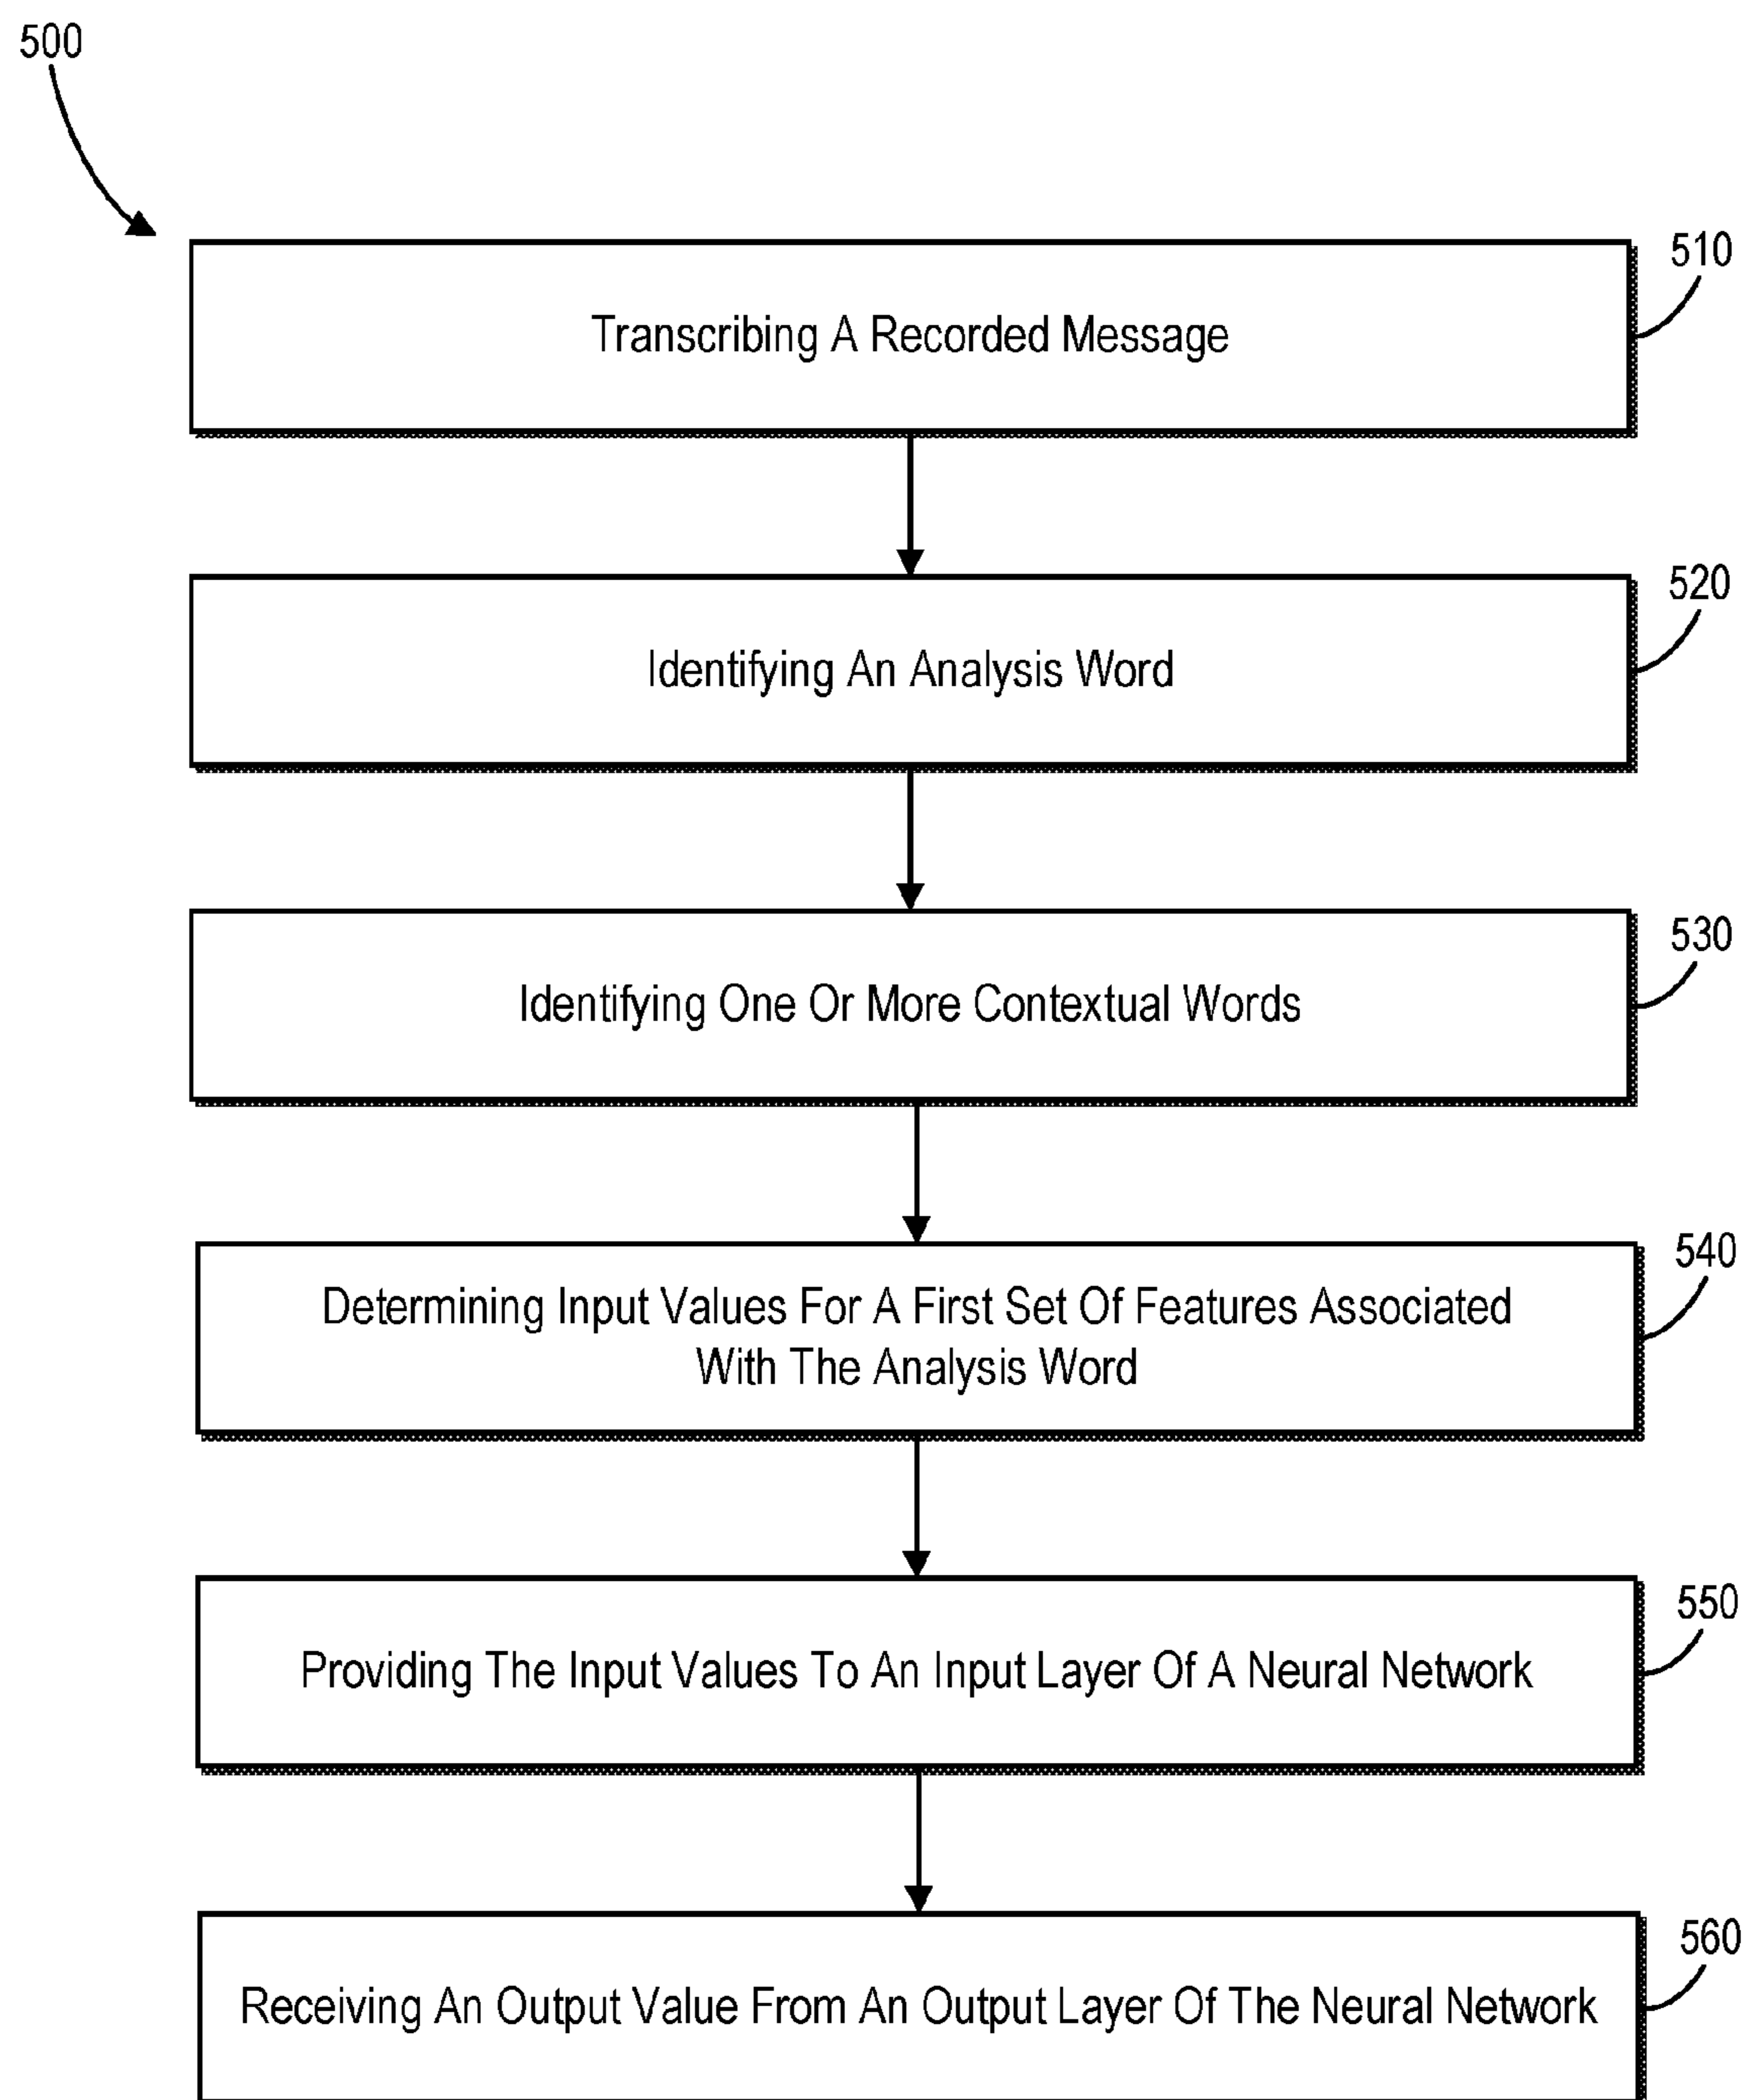 500
510
Transcribing A Recorded Message
520
Identifying An Analysis Word
530
Identifying One Or More Contextual Words
540
Determining Input Values For A First Set Of Features Associated
With The Analysis Word
550
Providing The Input Values To An Input Layer Of A Neural Network
560
Receiving An Output Value From An Output Layer Of The Neural Network